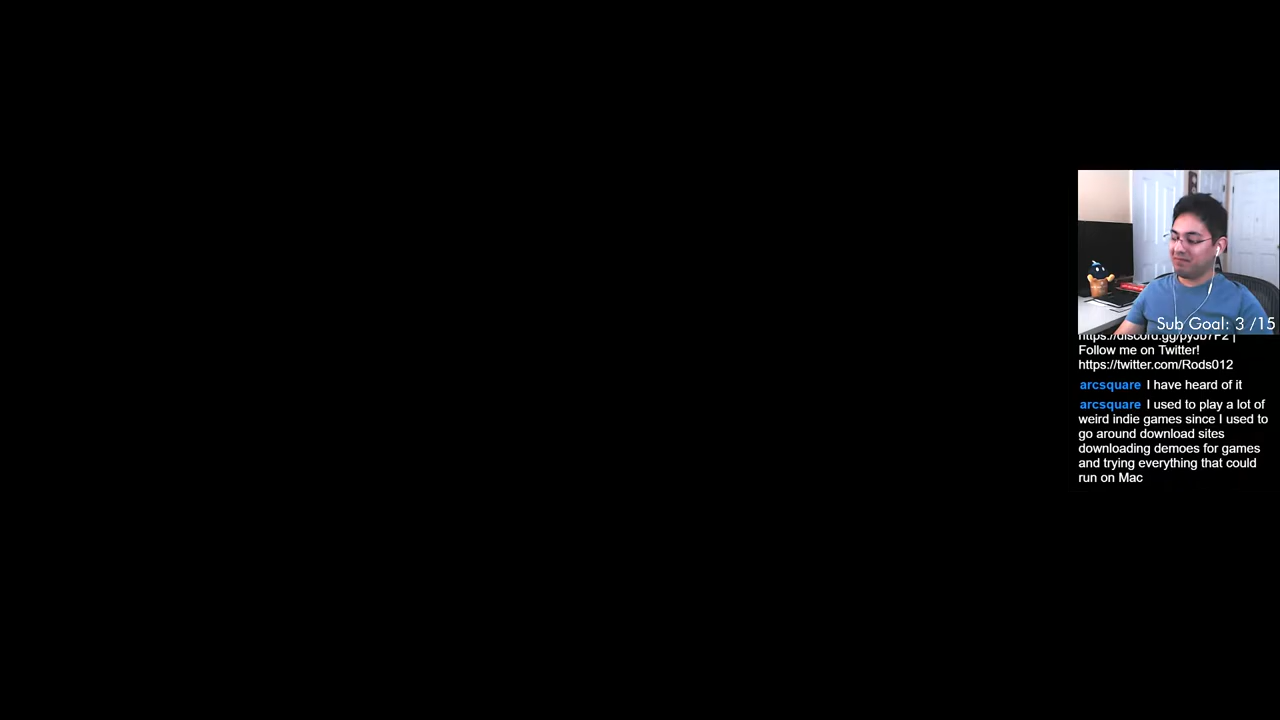 Sub Goal: 3 /15
Follow me on Twitter!
https://twitter.com/Rods012
arcsquare I have heard of it
arcsquare I used to play a lot of
weird indie games since I used to
go around download sites
downloading demoes for games
and trying everything that could
run on Mac